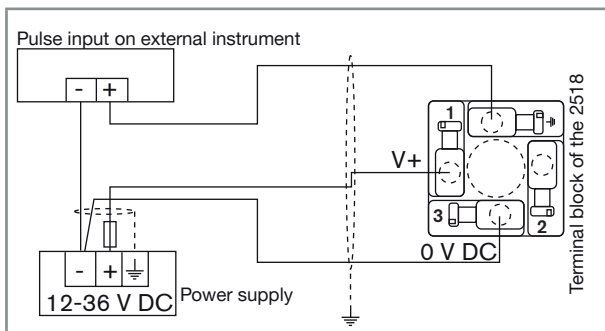 Pulse input on external instrument
- +
1
V+
3
2
0 V DC
Terminal block of the 2518
- +
12-36 V DC
Power supply